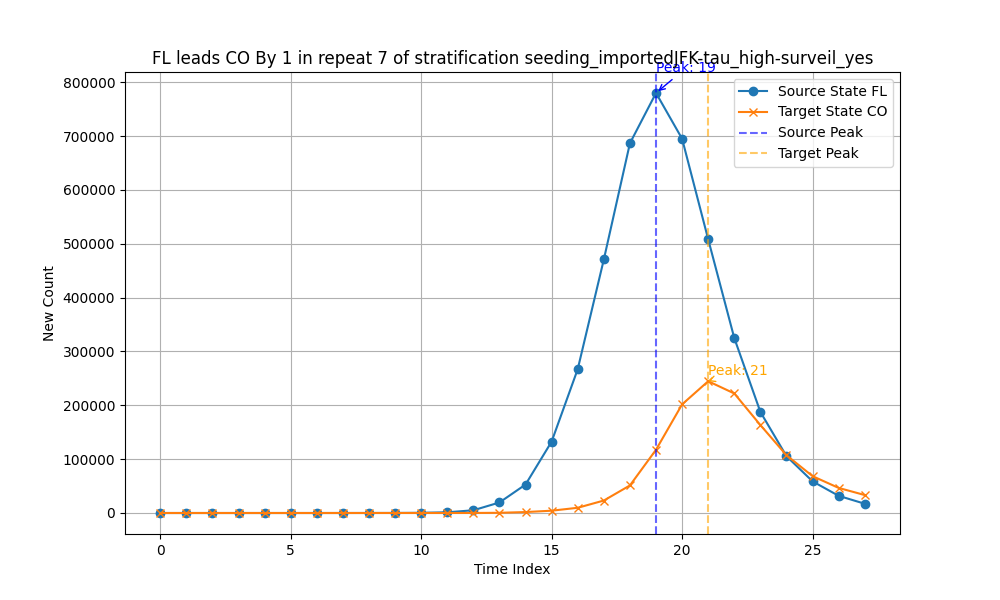 FL leads CO By 1 in repeat 7 of stratification seeding_importedJFK-tau_high-surveil_yes
Peak: 19
Source State FL
Target State CO
Source Peak
Target Peak
Peak: 21
New Count
800000
700000
600000
500000
400000
300000
200000
100000
0
0 5 10 15 20 25
Time Index